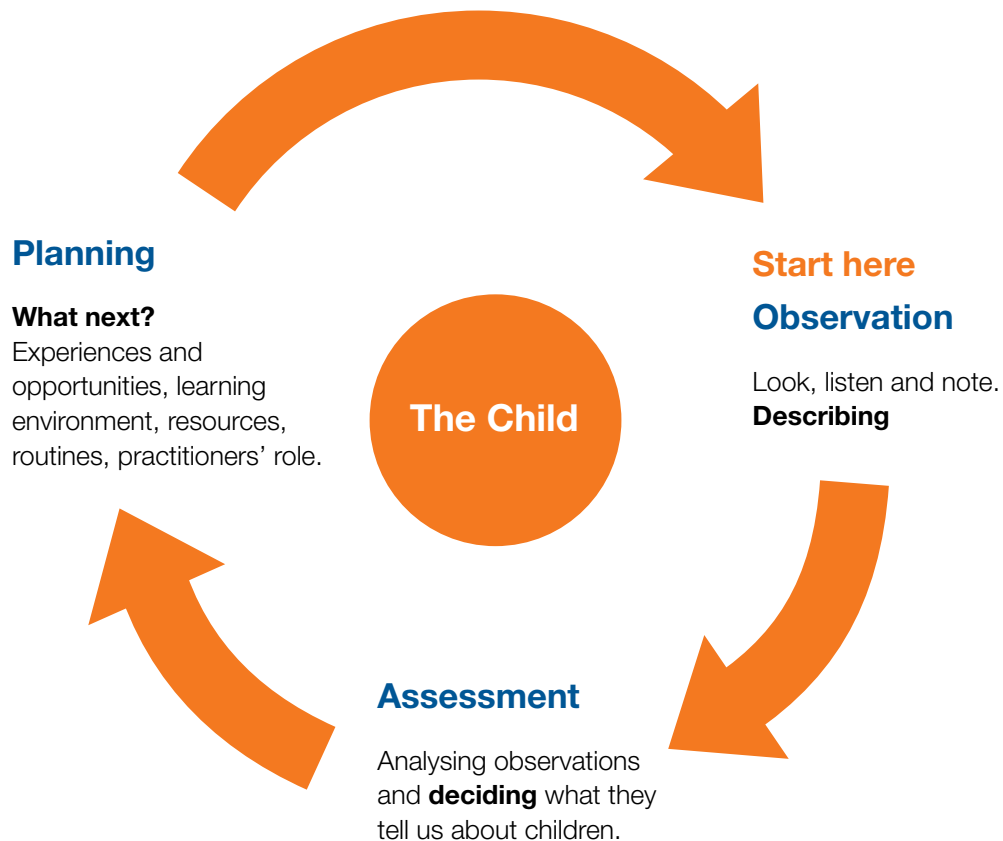 Planning
What next?
Experiences and
opportunities, learning
environment, resources,
routines, practitioners’ role.
The Child
Start here
Observation
Look, listen and note.
Describing
Assessment
Analysing observations
and deciding what they
tell us about children.